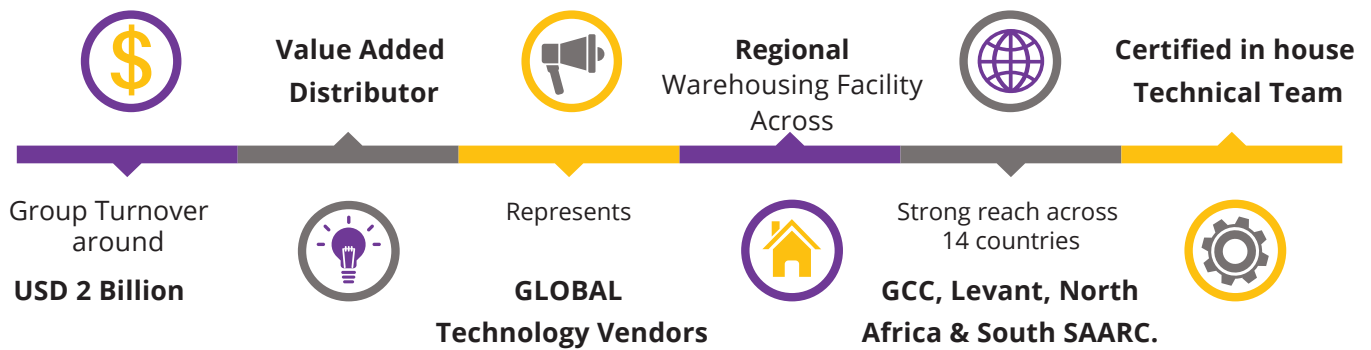 $
Group Turnover
around
USD 2 Billion
Value Added
Distributor
Represents
GLOBAL
Technology Vendors
Regional
Warehousing Facility
Across
Strong reach across
14 countries
GCC, Levant, North
Africa & South SAARC.
Certified in house
Technical Team